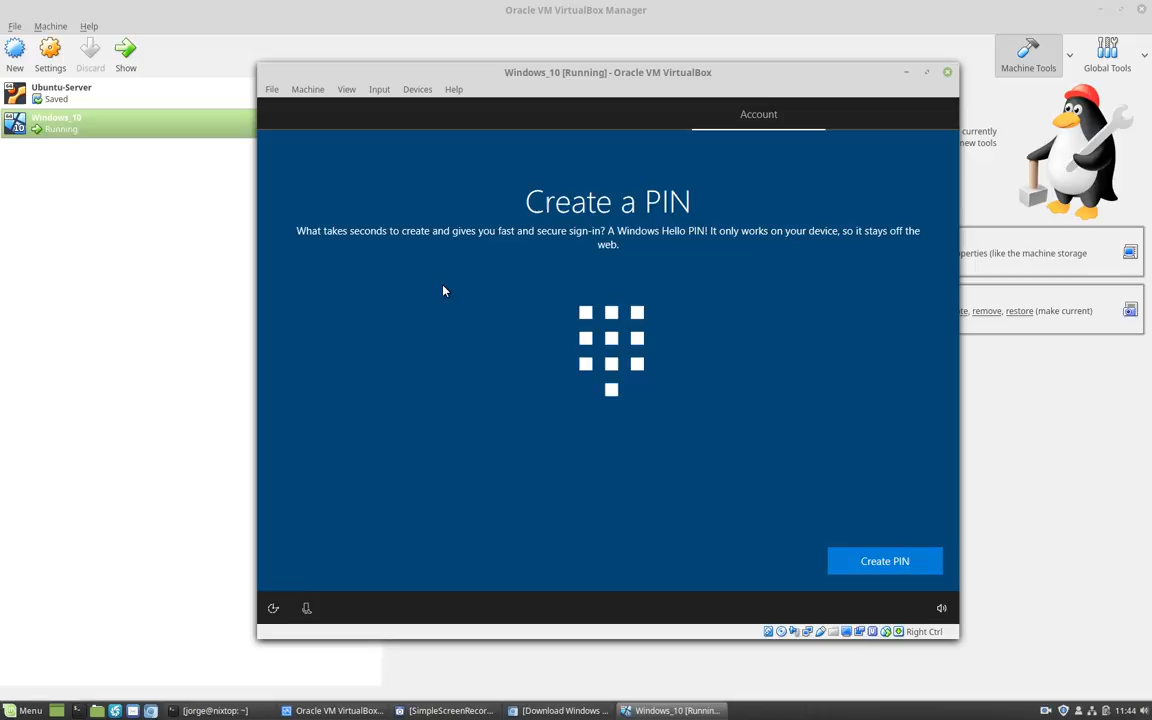 Oracle VM VirtualBox Manager
File Machine Help
New Settings Discard Show
Machine Tools Global Tools
Ubuntu-Server
Saved
Windows_10
Running
currently
new tools
perties (like the machine storage
te, remove, restore (make current)
Windows_10 [Running] - Oracle VM VirtualBox
File Machine View Input Devices Help
Account
Create a PIN
What takes seconds to create and gives you fast and secure sign-in? A Windows Hello PIN! It only works on your device, so it stays off the
web.
Create PIN
Right Ctrl
Menu [jorge@nixtop: ~] Oracle VM VirtualBox... [SimpleScreenRecor... [Download Windows ... Windows_10 [Runnin... 11:44